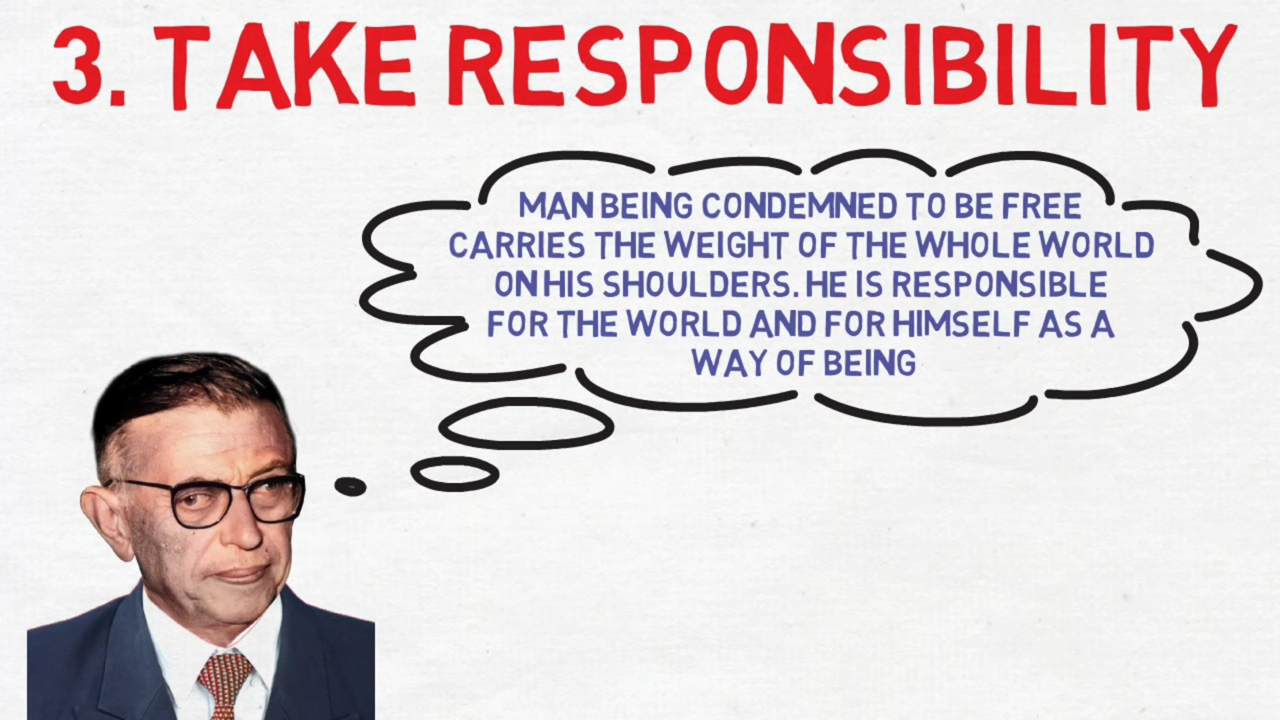 3. TAKE RESPONSIBILITY
MAN BEING CONDEMNED TO BE FREE
CARRIES THE WEIGHT OF THE WHOLE WORLD
ON HIS SHOULDERS. HE IS RESPONSIBLE
FOR THE WORLD AND FOR HIMSELF AS A
WAY OF BEING